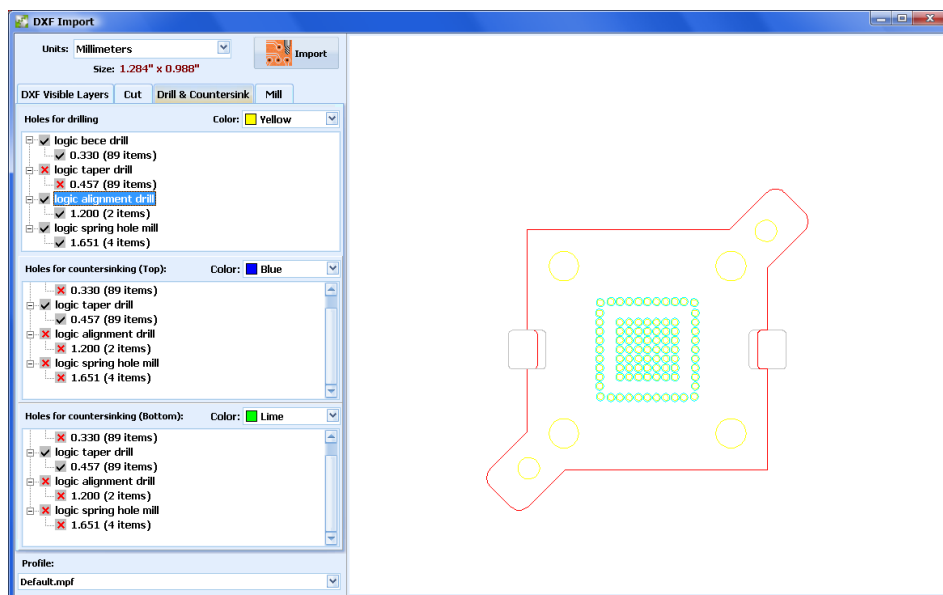 DXF Import
Units: Millimeters
Import
Size: 1.284" x 0.988"
DXF Visible Layers Cut Drill & Countersink Mill
Holes for drilling Color: Yellow
logic bece drill
0.330 (89 items)
logic taper drill
0.457 (89 items)
logic alignment drill
1.200 (2 items)
logic spring hole mill
1.651 (4 items)
Holes for countersinking (Top): Color: Blue
0.330 (89 items)
logic taper drill
0.457 (89 items)
logic alignment drill
1.200 (2 items)
logic spring hole mill
1.651 (4 items)
Holes for countersinking (Bottom): Color: Lime
0.330 (89 items)
logic taper drill
0.457 (89 items)
logic alignment drill
1.200 (2 items)
logic spring hole mill
1.651 (4 items)
Profile:
Default.mpf